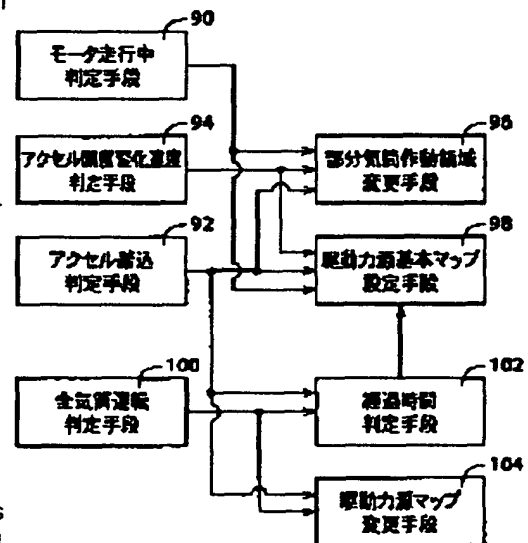 90
モータ走行中
判定手段
94
アクセル開度変化速度
判定手段
92
アクセル踏込
判定手段
100
全気筒運転
判定手段
96
部分気筒作動領域
変更手段
98
駆動力源基本マップ
設定手段
102
経過時間
判定手段
104
駆動力源マップ
変更手段
s